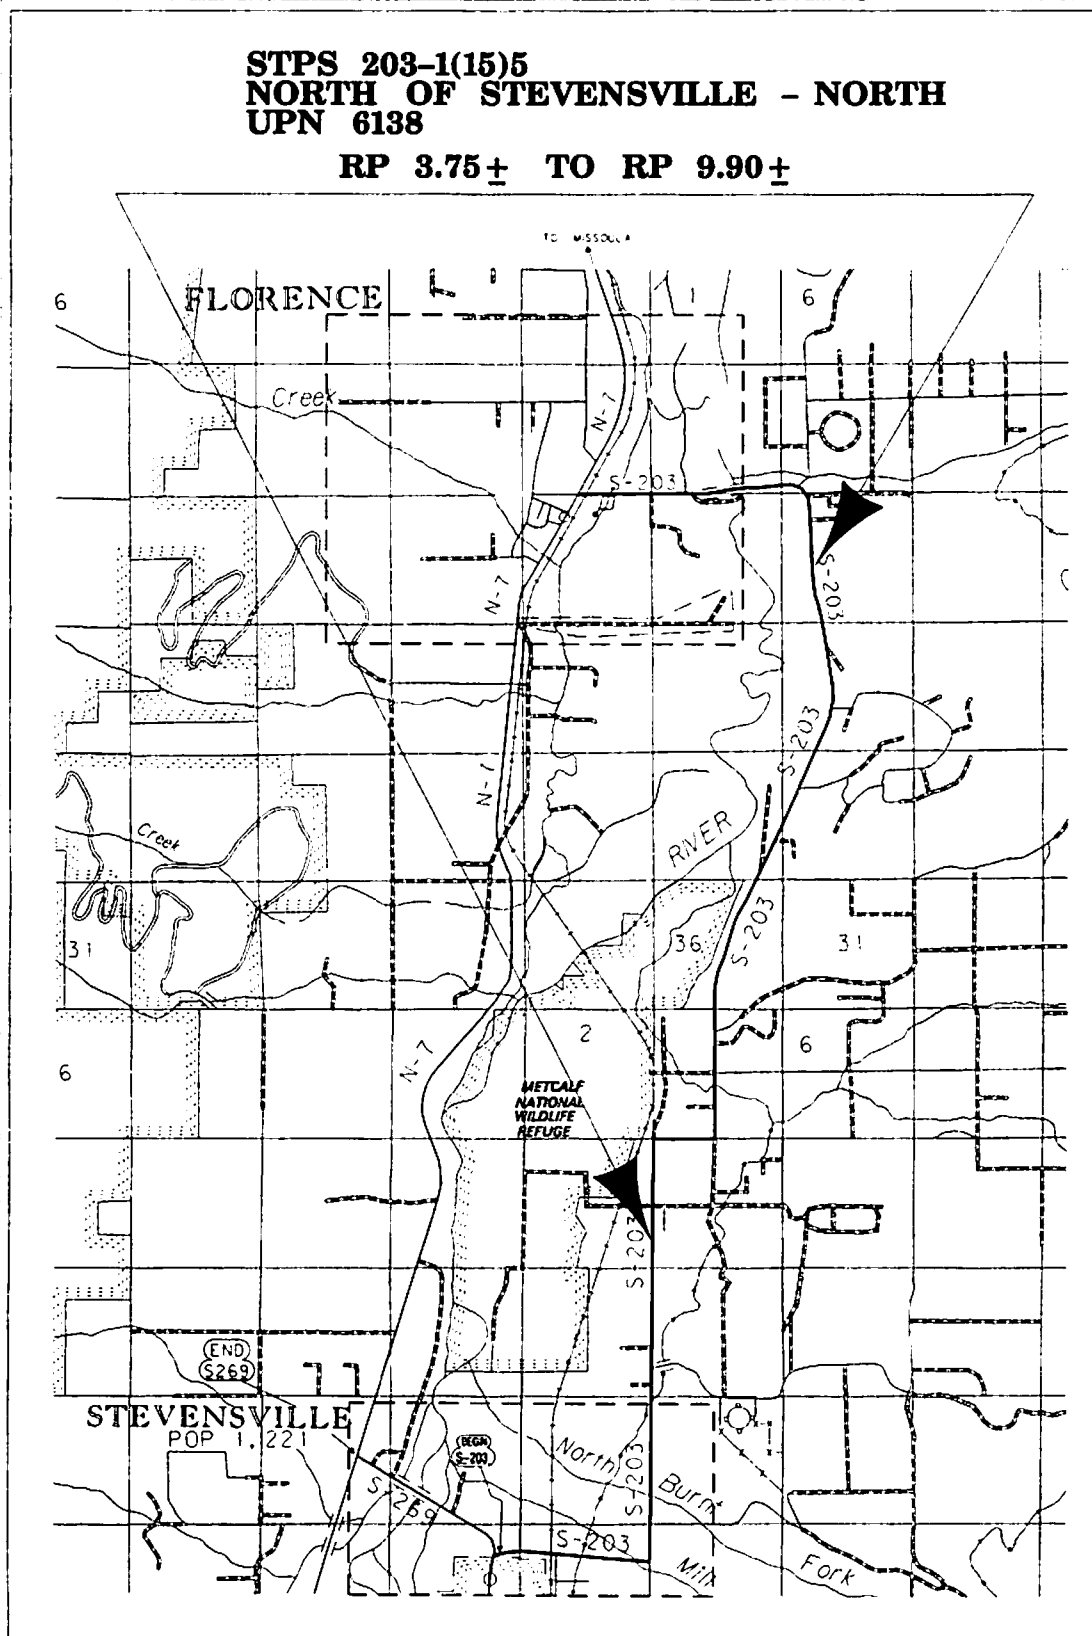 STPS 203-1(15)5
NORTH OF STEVENSVILLE - NORTH
UPN 6138
RP 3.75± TO RP 9.90±
TO MISSOULA
6
FLORENCE
1
6
Creek
N-7
S-203
N-7
S-203
S-203
N-1
Creek
RIVER
31
36
S-203
31
2
6
N-7
6
METCALF
NATIONAL
WILDLIFE
REFUGE
S-203
END
S269
STEVENSVILLE
POP 1,221
BEGIN
S-203
North
S-203
Burnt
S-269
S-203
Mill
Fork